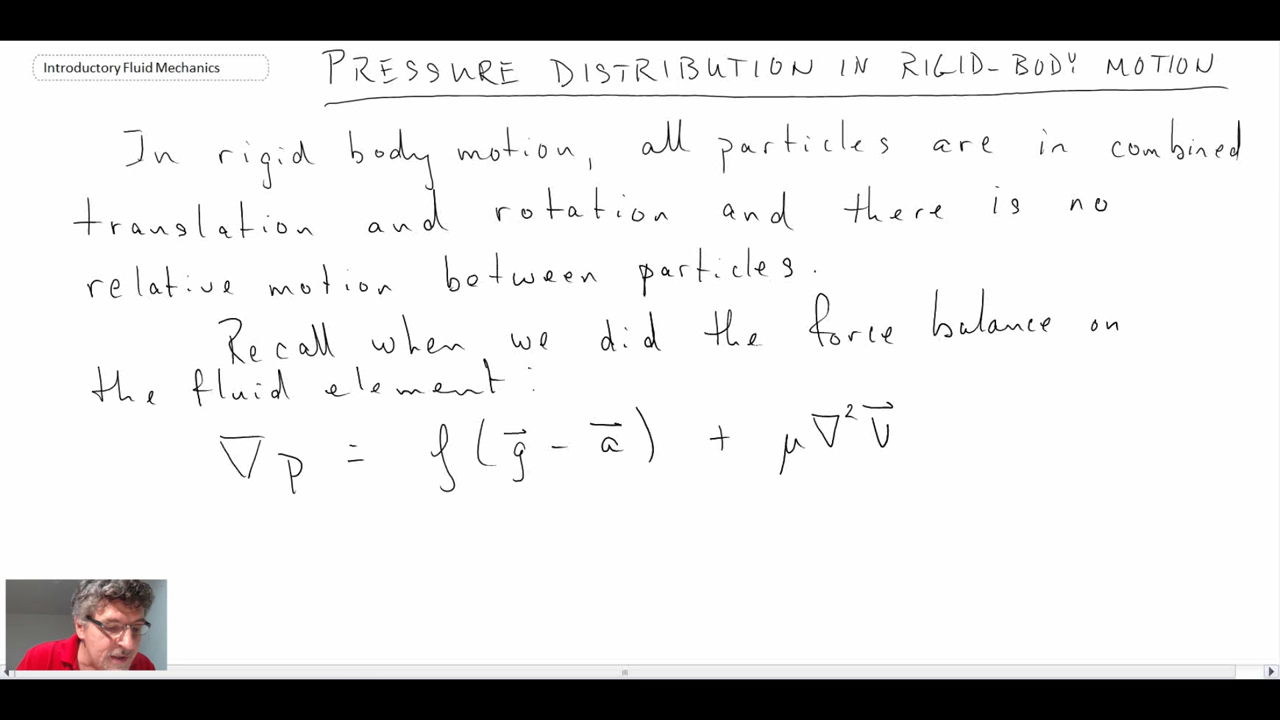 Introductory Fluid Mechanics
PRESSURE DISTRIBUTION IN RIGID-BODY MOTION
In rigid body motion, all particles are in combined
translation and rotation and there is no
relative motion between particles.
Recall when we did the force balance on
the fluid element:
∇p = ρ(g⃗ - a⃗) + μ∇²V⃗